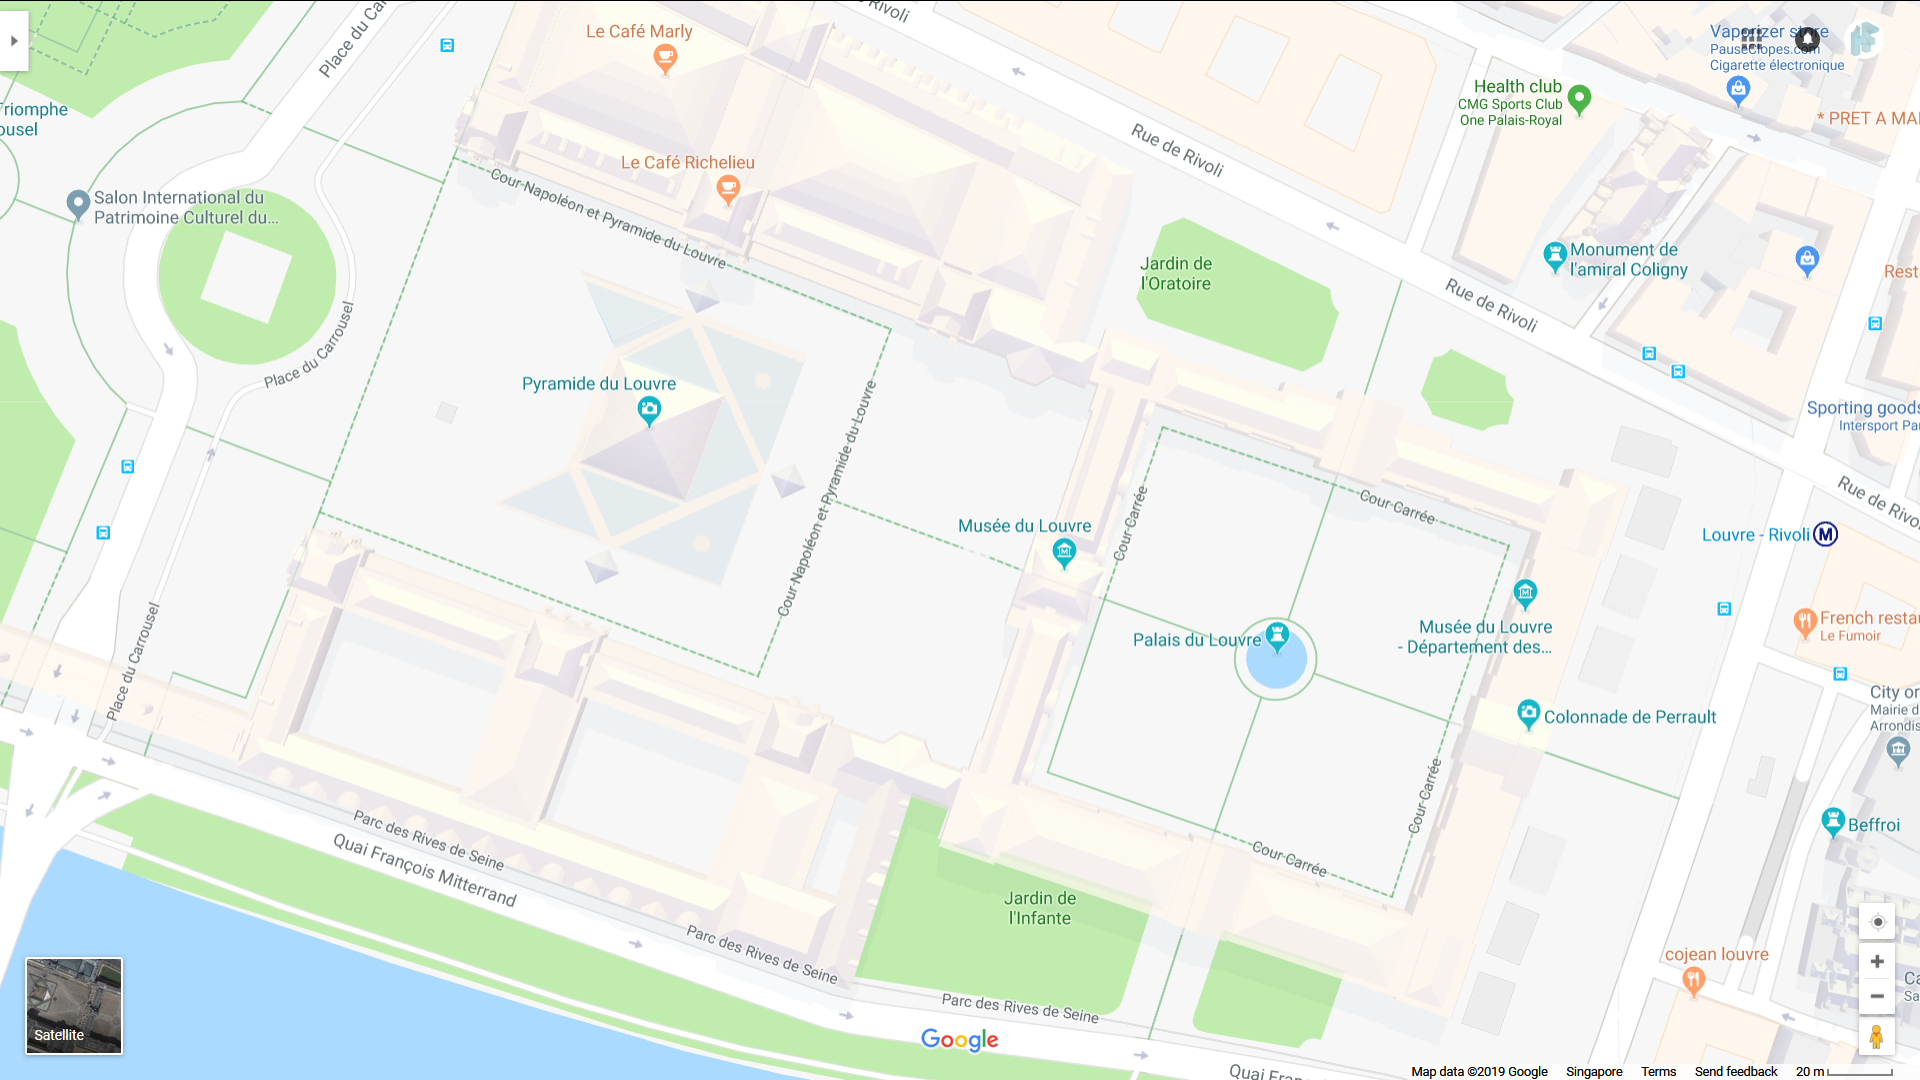 Place du Car
Rivoli
Le Café Marly
Vaporizer store
PauseClopes.com
Cigarette électronique
Health club
CMG Sports Club
One Palais-Royal
* PRET A MA
riomphe
ousel
Rue de Rivoli
Le Café Richelieu
Cour Napoléon et Pyramide du Louvre
Salon International du
Patrimoine Culturel du...
Monument de
l'amiral Coligny
Rest
Jardin de
l'Oratoire
Rue de Rivoli
Place du Carrousel
Pyramide du Louvre
Cour Napoléon et Pyramide du Louvre
Sporting goods
Intersport Pa
Rue de Rivo
Cour Carrée
Cour Carrée
Musée du Louvre
Louvre - Rivoli
M
Palais du Louvre
Musée du Louvre
- Département des...
French restau
Le Fumoir
Place du Carrousel
City or
Mairie d
Arrondis
Colonnade de Perrault
Cour Carrée
Beffroi
Parc des Rives de Seine
Quai François Mitterrand
Cour Carrée
Jardin de
l'Infante
Parc des Rives de Seine
cojean louvre
Ca
Sa
Parc des Rives de Seine
Satellite
Google
Quai Fran
Map data ©2019 Google
Singapore
Terms
Send feedback
20 m